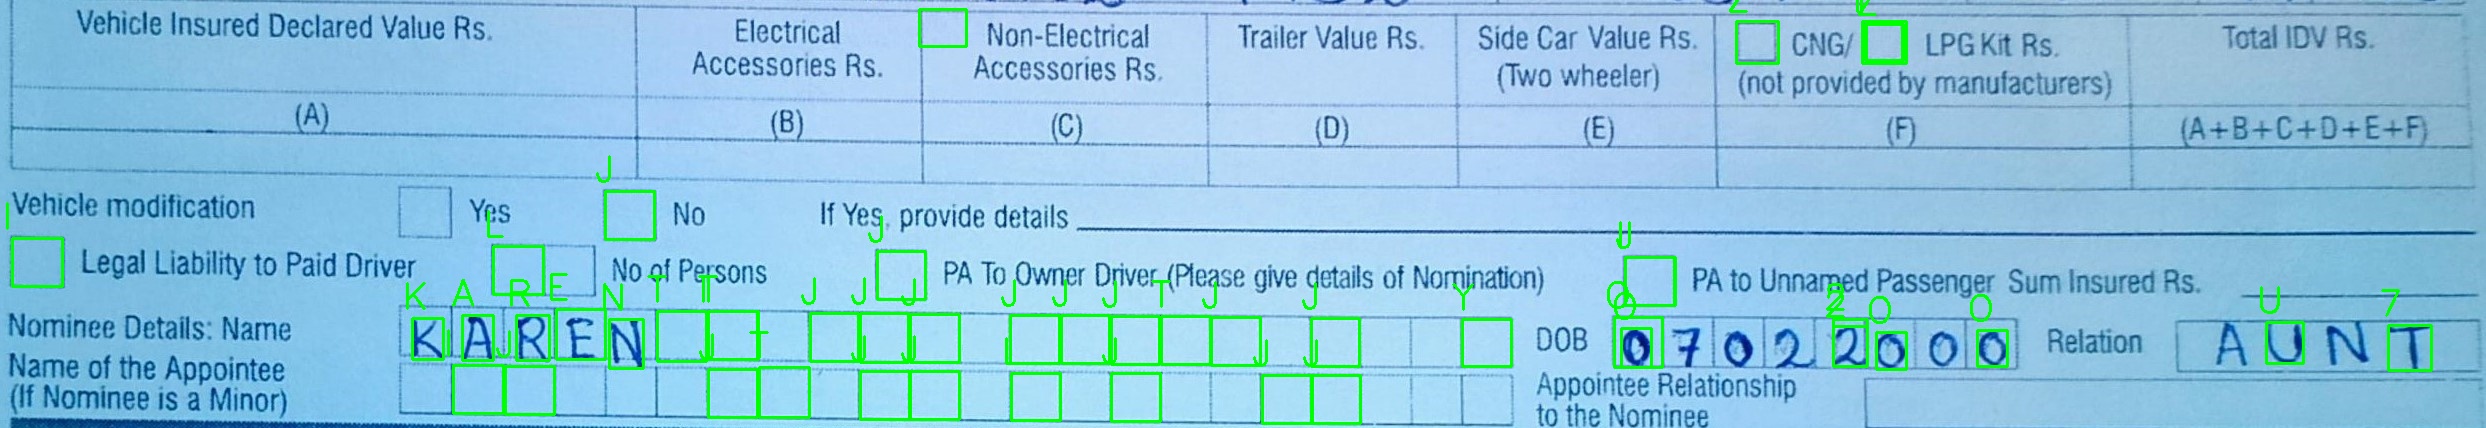 Vehicle Insured Declared Value Rs. Electrical Accessories Rs. Non-Electrical Accessories Rs. Trailer Value Rs. Side Car Value Rs. (Two wheeler) CNG/ LPG Kit Rs. (not provided by manufacturers) Total IDV Rs.
(A) (B) (C) (D) (E) (F) (A+B+C+D+E+F)
Vehicle modification Yes No If Yes, provide details
Legal Liability to Paid Driver No of Persons PA To Owner Driver (Please give details of Nomination) PA to Unnamed Passenger Sum Insured Rs.
Nominee Details: Name KAREN DOB 07022000 Relation AUNT
Name of the Appointee (If Nominee is a Minor) Appointee Relationship to the Nominee